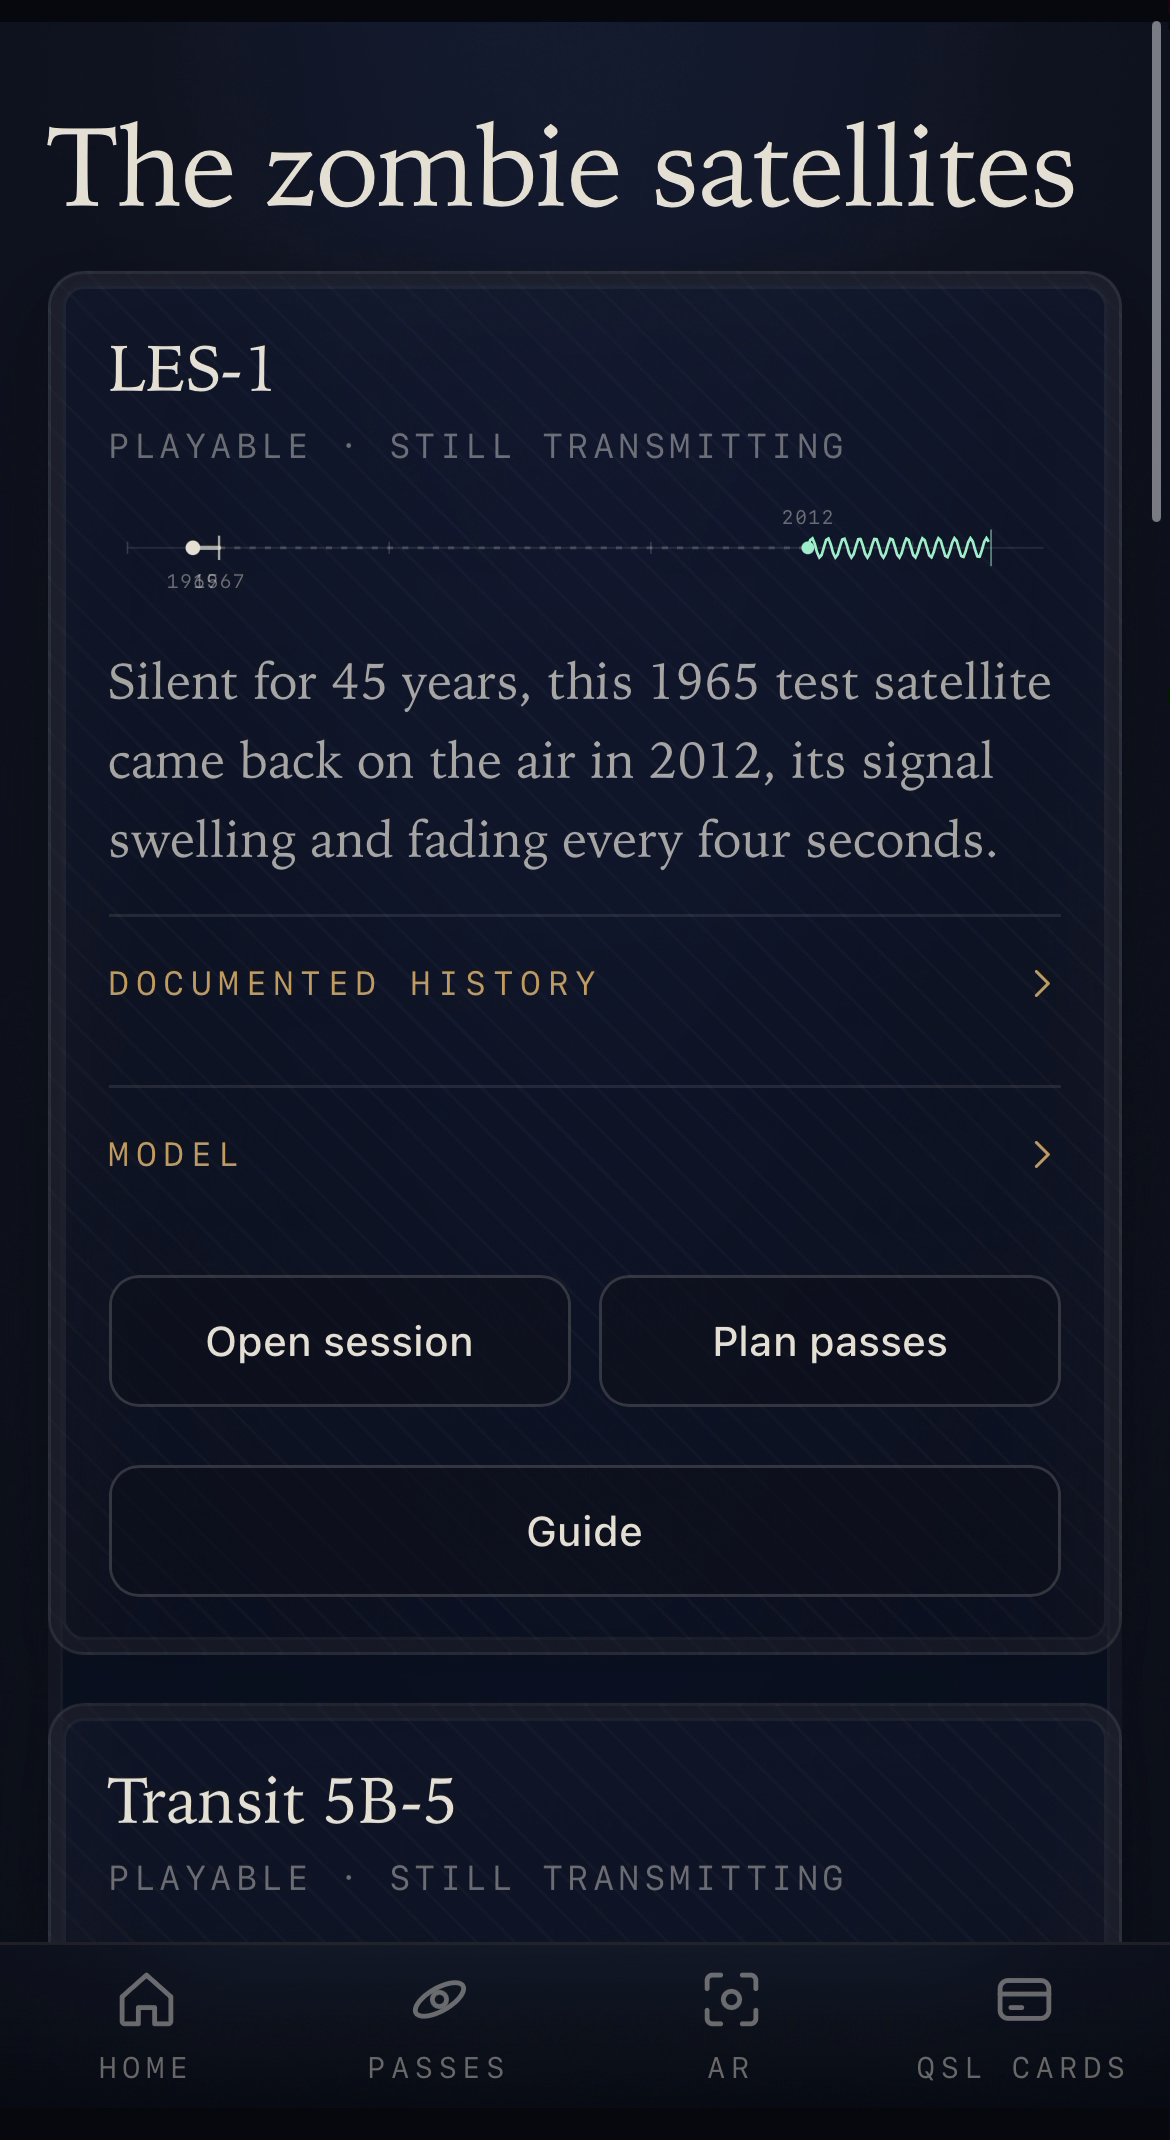 The zombie satellites
LES-1
PLAYABLE · STILL TRANSMITTING
2012
1965 1967
Silent for 45 years, this 1965 test satellite
came back on the air in 2012, its signal
swelling and fading every four seconds.
DOCUMENTED HISTORY
MODEL
Open session Plan passes
Guide
Transit 5B-5
PLAYABLE · STILL TRANSMITTING
HOME PASSES AR QSL CARDS